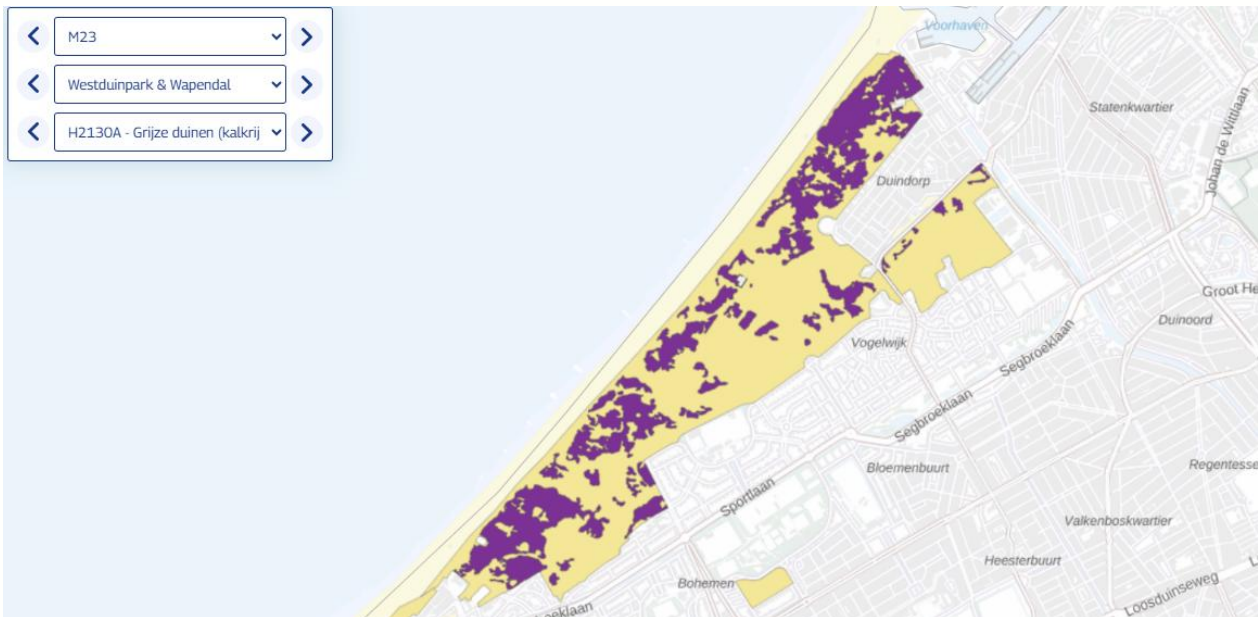 M23
Westduinpark & Wapendal
H2130A - Grijze duinen (kalkrij
Voorhaven
Statenkwartier
Johan de Wittlaan
Duindorp
Groot He
Duinoord
Vogelwijk
Segbroeklaan
Segbroeklaan
Bloemenbuurt
Regentesse
Sportlaan
Valkenboskwartier
Heesterbuurt
Bohemen
Loosduinseweg
L
oeklaan